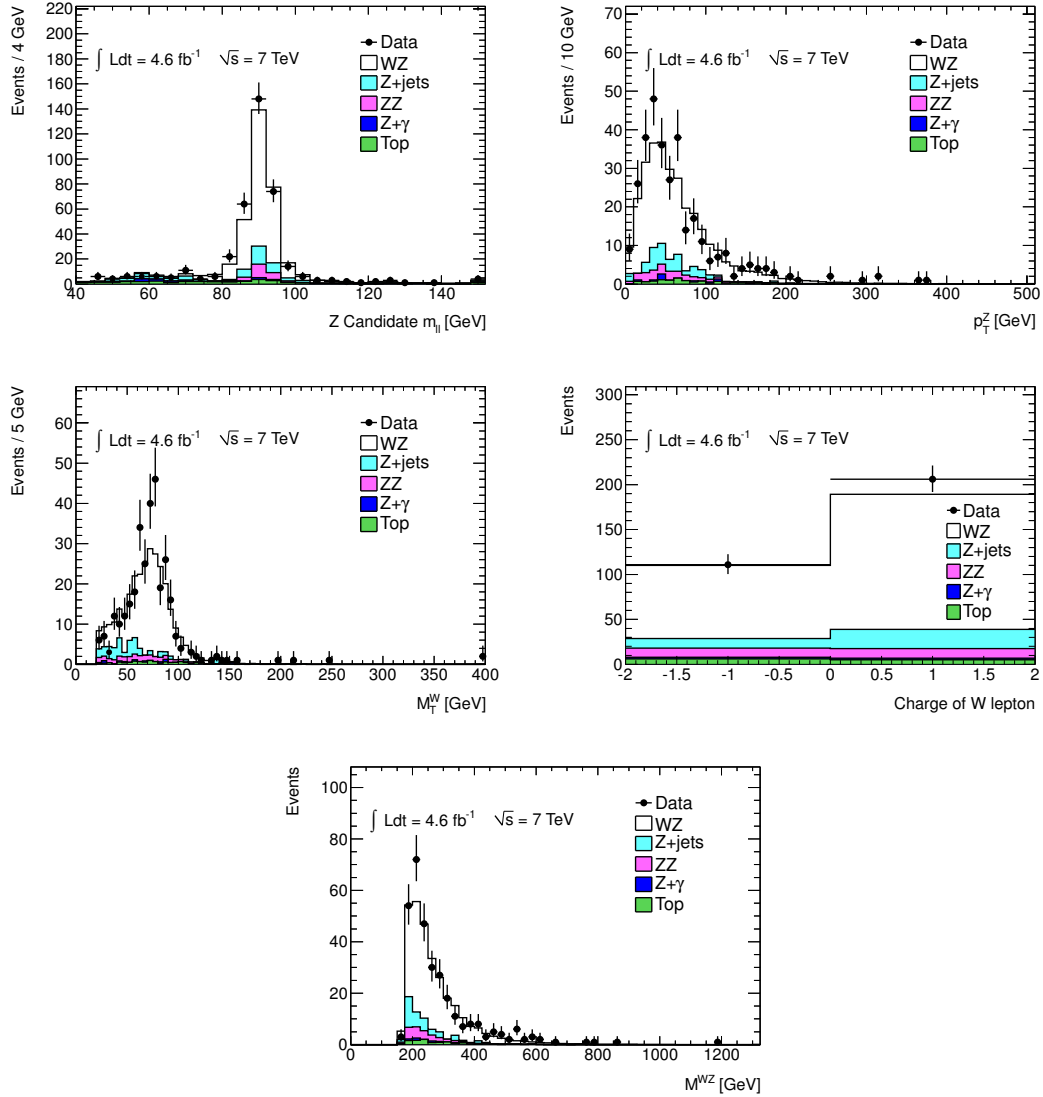 Events / 4 GeV
220
200
180
160
140
120
100
80
60
40
20
0
∫ Ldt = 4.6 fb⁻¹ √s = 7 TeV
Data
WZ
Z+jets
ZZ
Z+γ
Top
40 60 80 100 120 140
Z Candidate m_ll [GeV]
Events / 10 GeV
70
60
50
40
30
20
10
0
∫ Ldt = 4.6 fb⁻¹ √s = 7 TeV
Data
WZ
Z+jets
ZZ
Z+γ
Top
0 100 200 300 400 500
p_T^Z [GeV]
Events / 5 GeV
60
50
40
30
20
10
0
∫ Ldt = 4.6 fb⁻¹ √s = 7 TeV
Data
WZ
Z+jets
ZZ
Z+γ
Top
0 50 100 150 200 250 300 350 400
M_T^W [GeV]
Events
300
250
200
150
100
50
0
∫ Ldt = 4.6 fb⁻¹ √s = 7 TeV
Data
WZ
Z+jets
ZZ
Z+γ
Top
-2 -1.5 -1 -0.5 0 0.5 1 1.5 2
Charge of W lepton
Events
100
80
60
40
20
0
∫ Ldt = 4.6 fb⁻¹ √s = 7 TeV
Data
WZ
Z+jets
ZZ
Z+γ
Top
0 200 400 600 800 1000 1200
M^WZ [GeV]